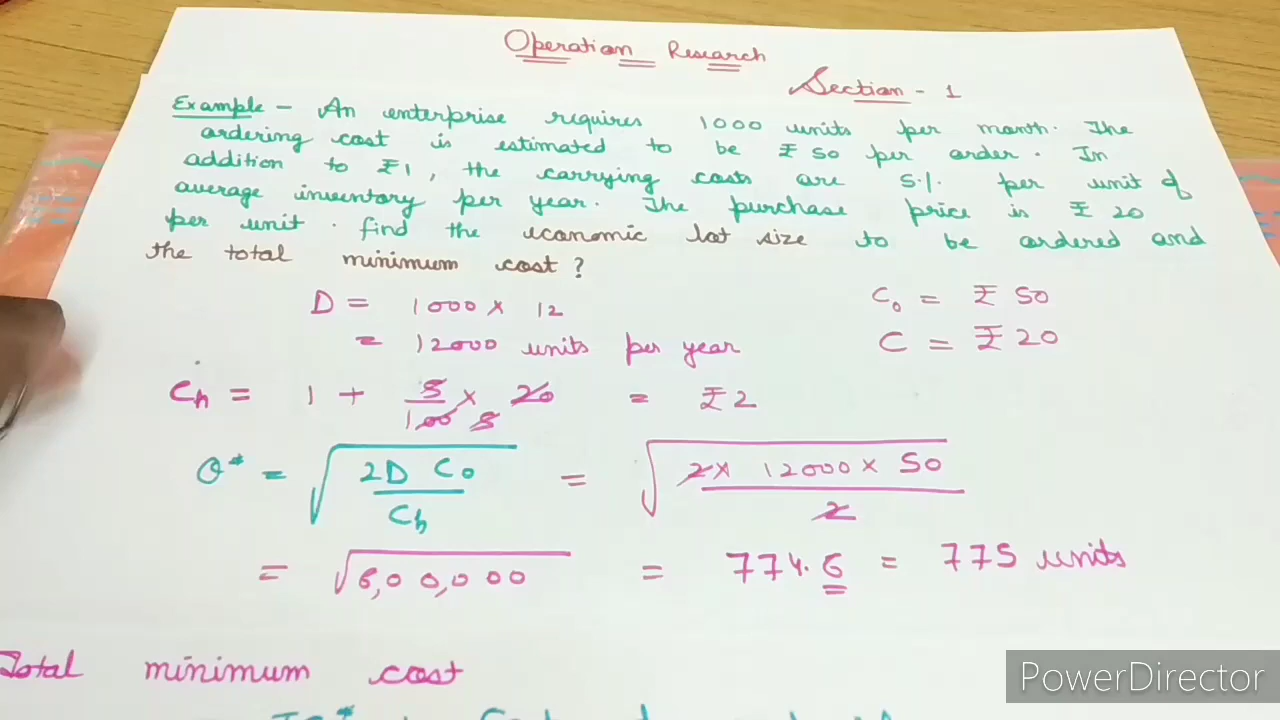 Operation Research
Section - 1
Example - An enterprise requires 1000 units per month. The
ordering cost is estimated to be ₹ 50 per order. In
addition to ₹1, the carrying costs are 5% per unit of
average inventory per year. The purchase price is ₹ 20
per unit. find the economic lot size to be ordered and
the total minimum cost?
D = 1000 × 12
C₀ = ₹ 50
= 12000 units per year
C = ₹ 20
Ch = 1 + 5/100 × 20 = ₹2
Q* = √(2D C₀ / Ch) = √(2 × 12000 × 50 / 2)
= √6,00,000 = 774.6 = 775 units
Total minimum cost
PowerDirector